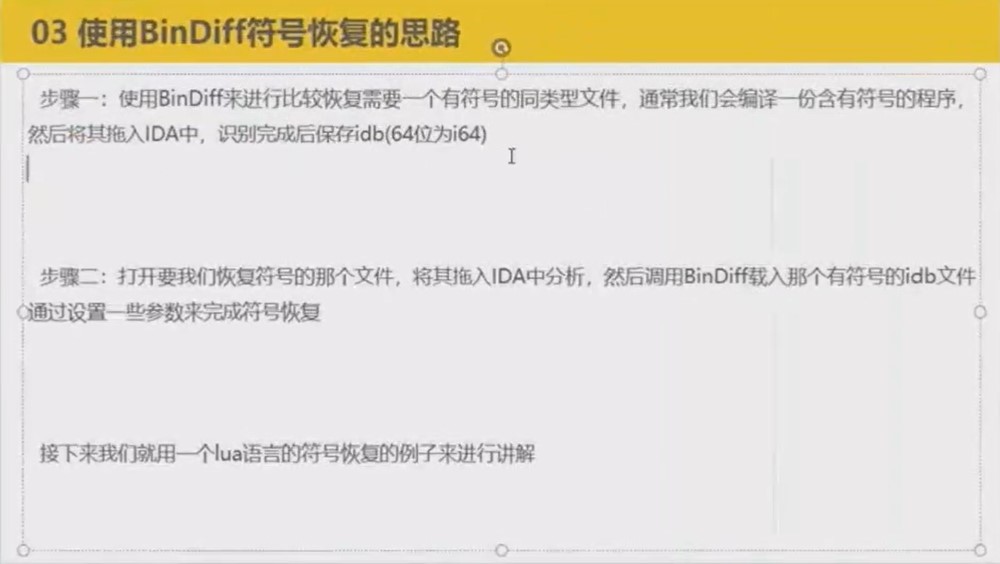 03 使用BinDiff符号恢复的思路
步骤一：使用BinDiff来进行比较恢复需要一个有符号的同类型文件，通常我们会编译一份含有符号的程序，
然后将其拖入IDA中，识别完成后保存idb(64位为i64)
步骤二：打开要我们恢复符号的那个文件，将其拖入IDA中分析，然后调用BinDiff载入那个有符号的idb文件
通过设置一些参数来完成符号恢复
接下来我们就用一个lua语言的符号恢复的例子来进行讲解